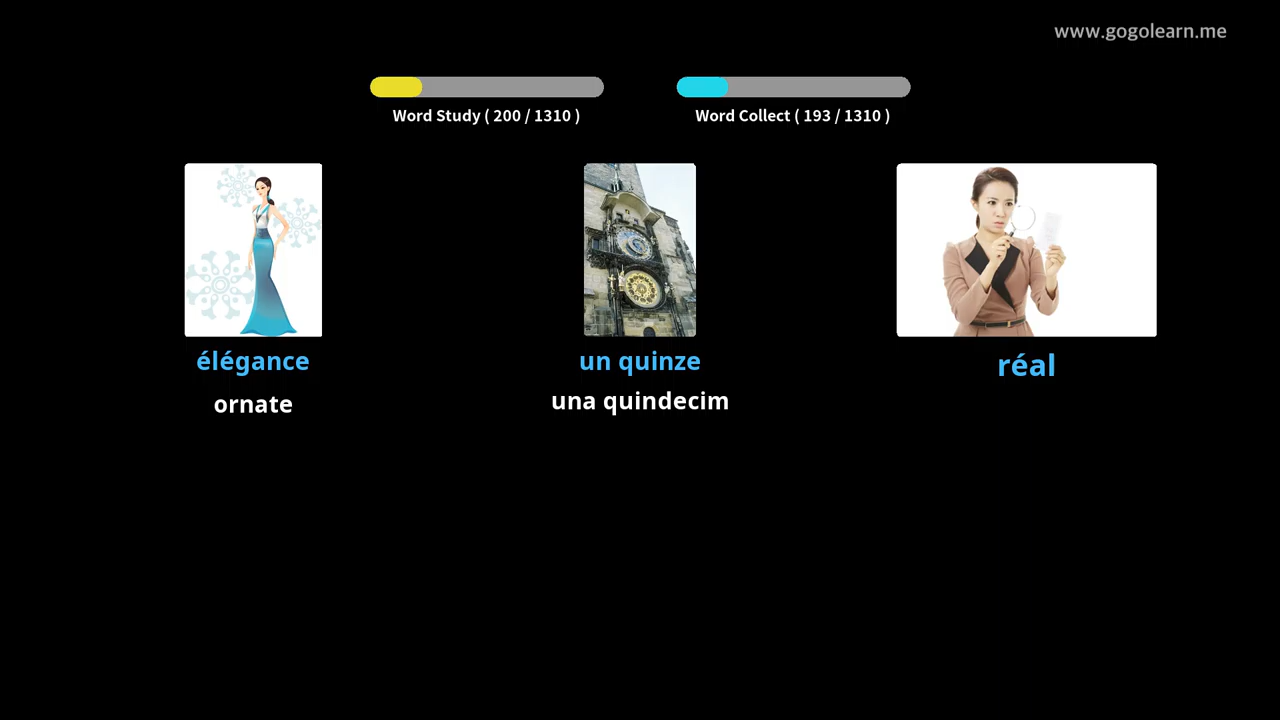 www.gogolearn.me
Word Study ( 200 / 1310 )
Word Collect ( 193 / 1310 )
élégance
un quinze
réal
ornate
una quindecim